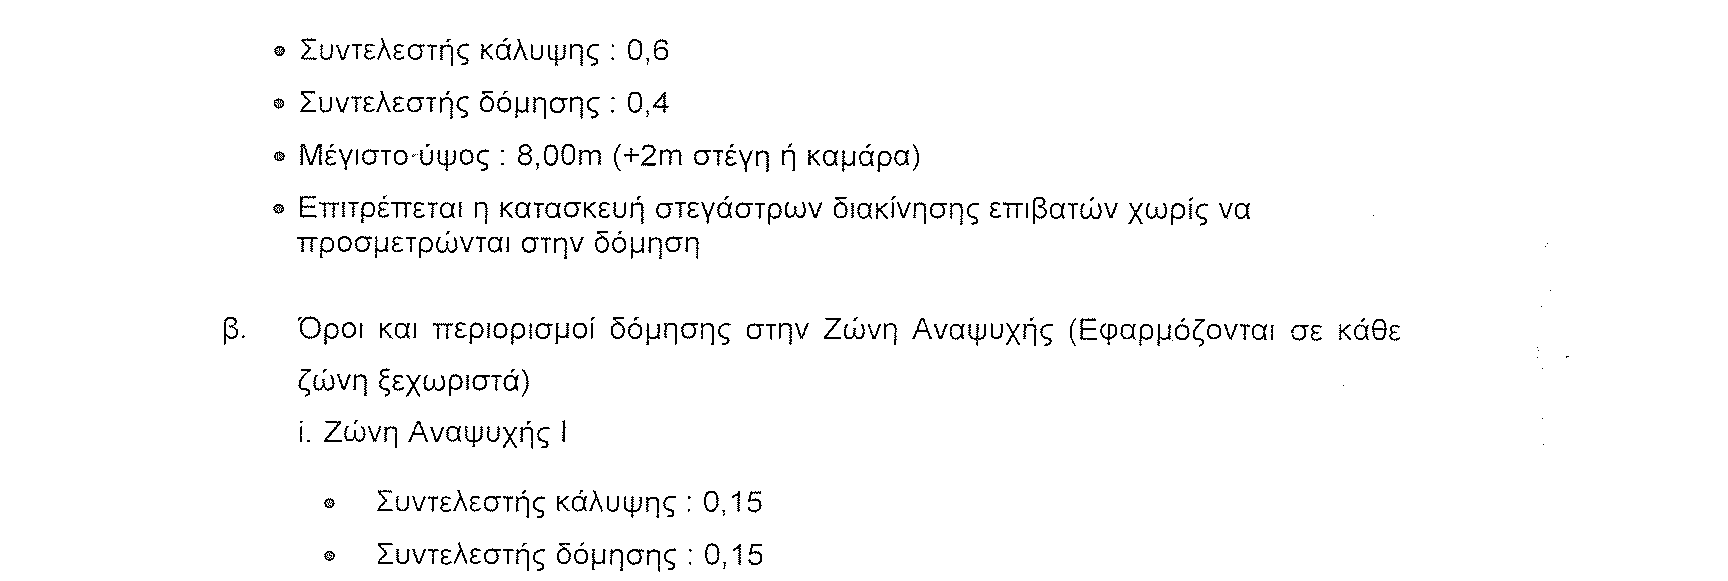 • Συντελεστής κάλυψης : 0,6
• Συντελεστής δόμησης : 0,4
• Μέγιστο ύψος : 8,00m (+2m στέγη ή καμάρα)
• Επιτρέπεται η κατασκευή στεγάστρων διακίνησης επιβατών χωρίς να
προσμετρώνται στην δόμηση
β. Όροι και περιορισμοί δόμησης στην Ζώνη Αναψυχής (Εφαρμόζονται σε κάθε
ζώνη ξεχωριστά)
i. Ζώνη Αναψυχής Ι
• Συντελεστής κάλυψης : 0,15
• Συντελεστής δόμησης : 0,15